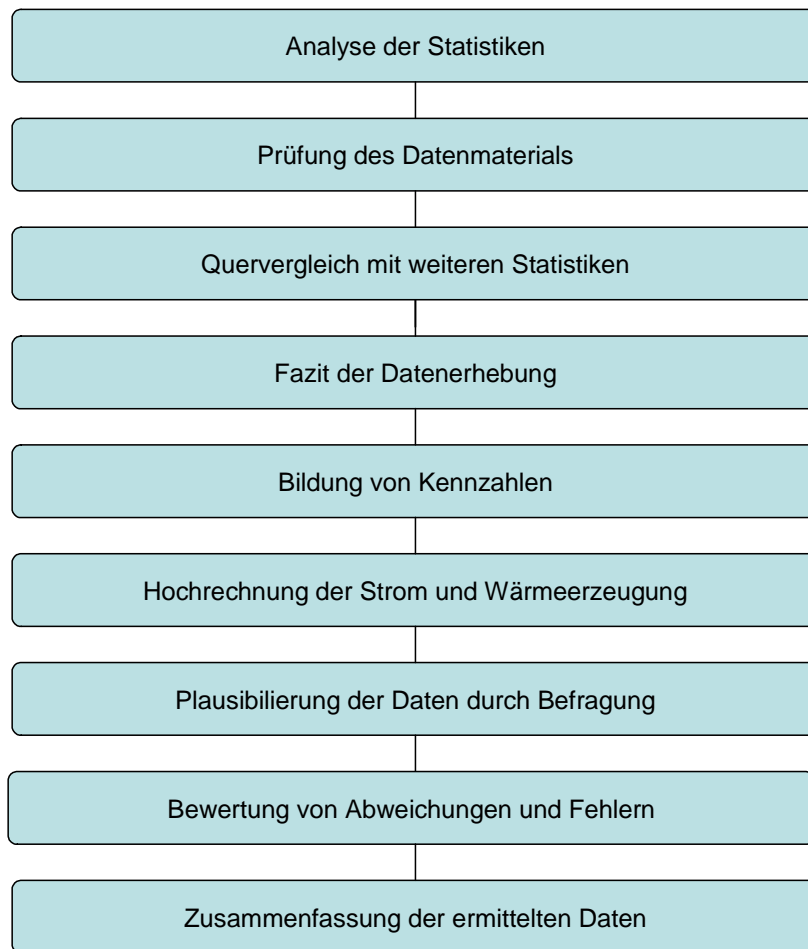 Analyse der Statistiken
Prüfung des Datenmaterials
Quervergleich mit weiteren Statistiken
Fazit der Datenerhebung
Bildung von Kennzahlen
Hochrechnung der Strom und Wärmeerzeugung
Plausibilierung der Daten durch Befragung
Bewertung von Abweichungen und Fehlern
Zusammenfassung der ermittelten Daten